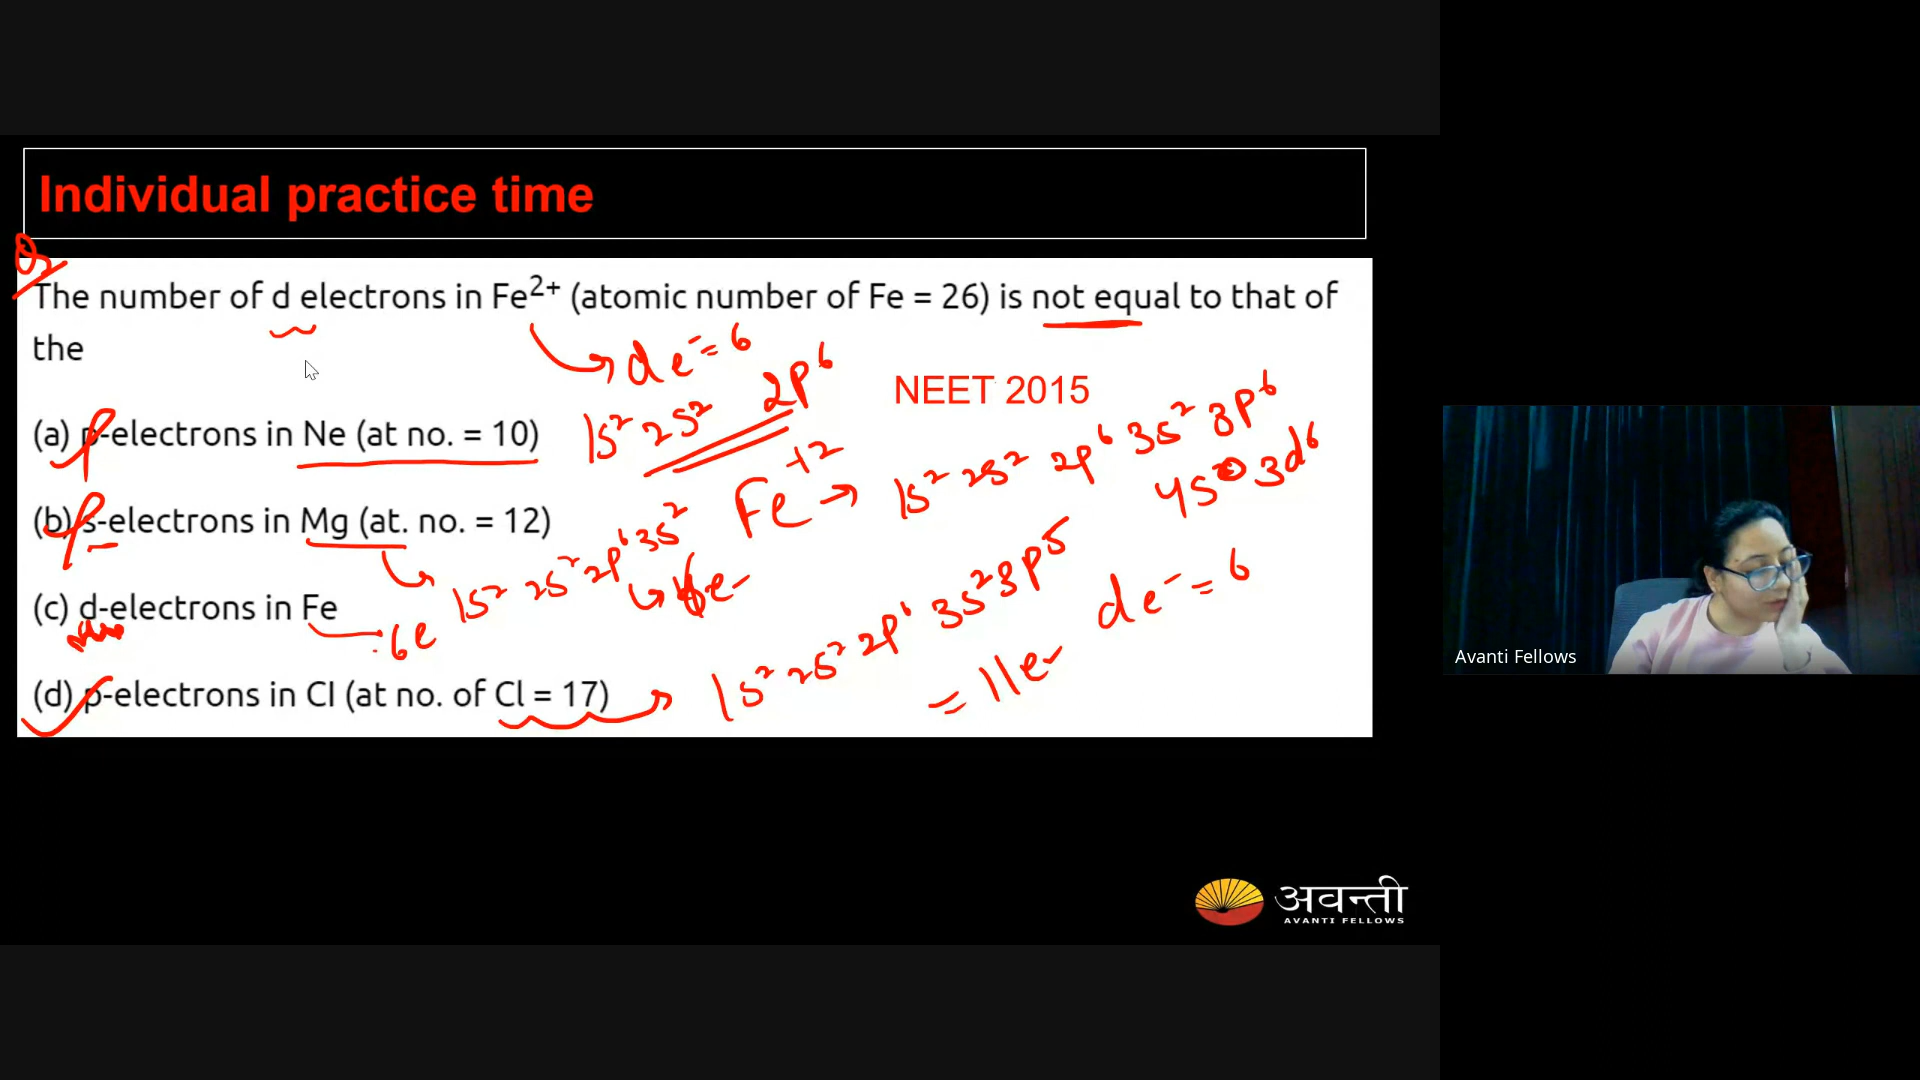 Individual practice time
Q2
The number of d electrons in Fe²⁺ (atomic number of Fe = 26) is not equal to that of
the
d e⁻ = 6
NEET 2015
(a) p-electrons in Ne (at no. = 10)
1s² 2s² 2p⁶
(b) s-electrons in Mg (at. no. = 12)
1s² 2s² 2p⁶ 3s²
6e⁻
Fe⁺² → 1s² 2s² 2p⁶ 3s² 3p⁶
4s⁰ 3d⁶
de⁻ = 6
(c) d-electrons in Fe
6e
(d) p-electrons in Cl (at no. of Cl = 17)
1s² 2s² 2p⁶ 3s² 3p⁵
= 11e⁻
Avanti Fellows
अवन्ती
AVANTI FELLOWS